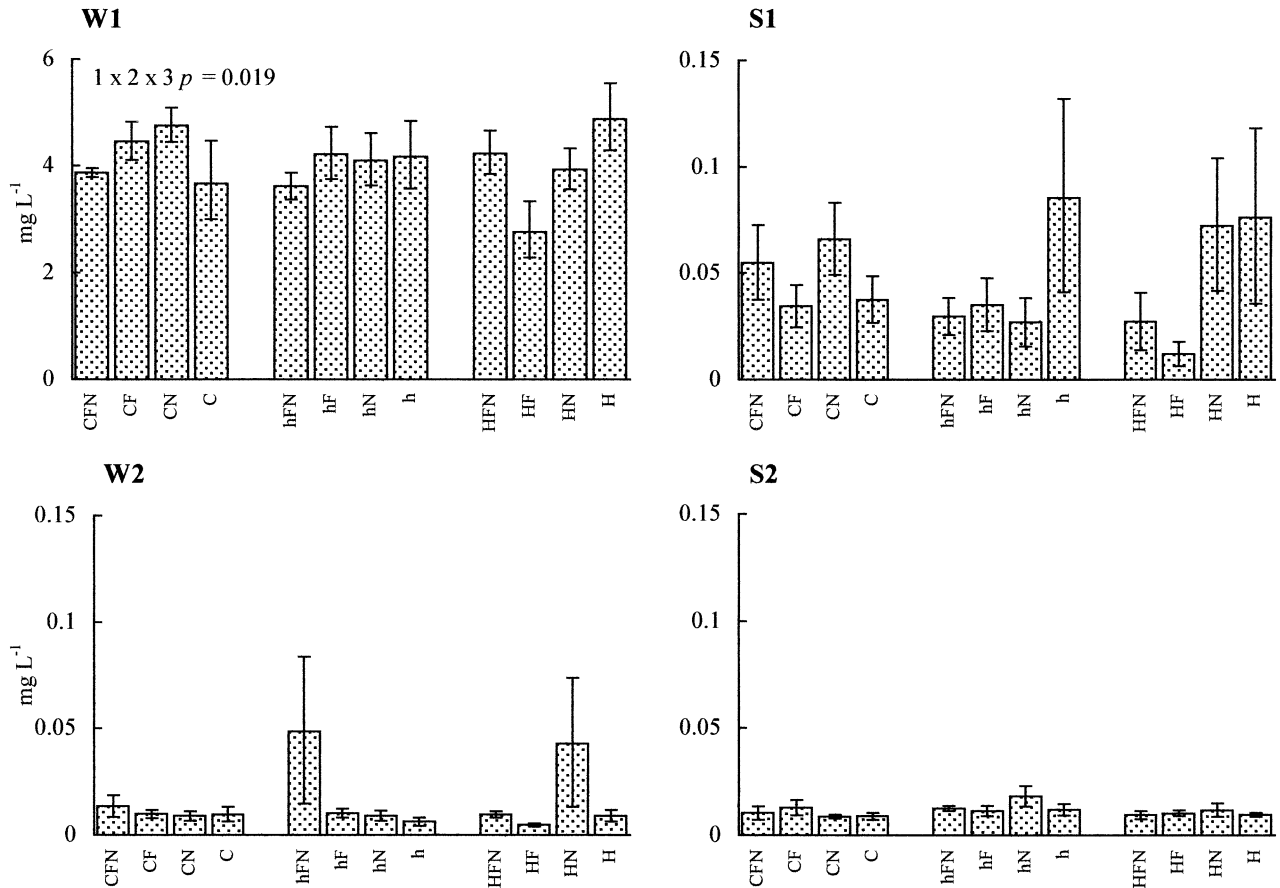 W1
6
4
2
0
mg L⁻¹
1 x 2 x 3 p = 0.019
CFN CF CN C hFN hF hN h HFN HF HN H
S1
0.15
0.1
0.05
0
CFN CF CN C hFN hF hN h HFN HF HN H
W2
0.15
0.1
0.05
0
mg L⁻¹
CFN CF CN C hFN hF hN h HFN HF HN H
S2
0.15
0.1
0.05
0
CFN CF CN C hFN hF hN h HFN HF HN H